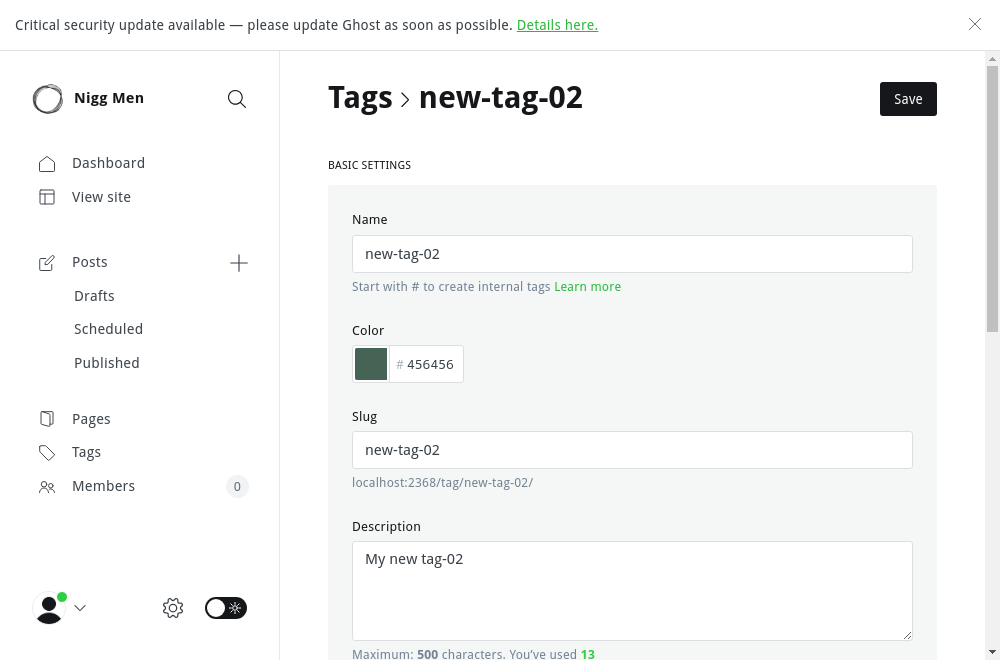 Critical security update available — please update Ghost as soon as possible. Details here.
Nigg Men
Dashboard
View site
Posts
Drafts
Scheduled
Published
Pages
Tags
Members 0
Tags > new-tag-02
Save
BASIC SETTINGS
Name
new-tag-02
Start with # to create internal tags Learn more
Color
# 456456
Slug
new-tag-02
localhost:2368/tag/new-tag-02/
Description
My new tag-02
Maximum: 500 characters. You’ve used 13